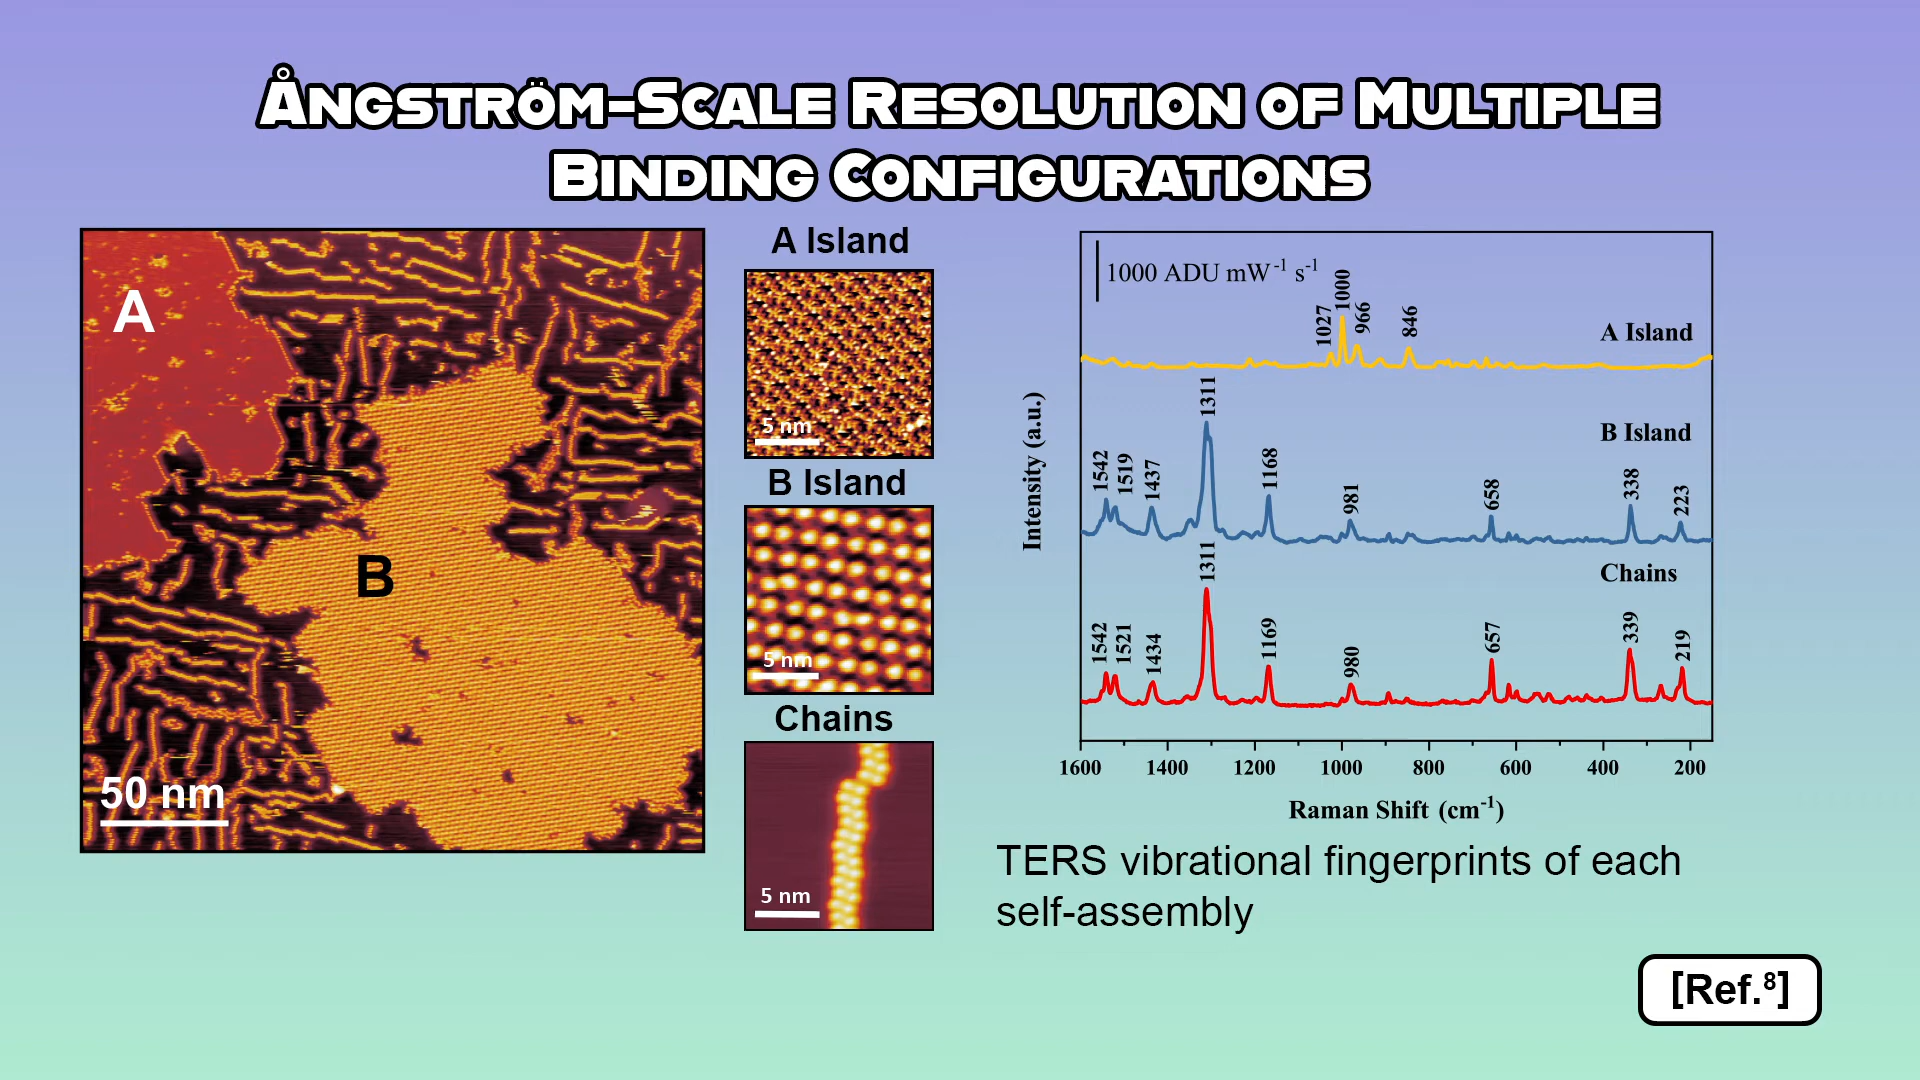 Ångström-Scale Resolution of Multiple
Binding Configurations
A
B
50 nm
A Island
5 nm
B Island
5 nm
Chains
5 nm
1000 ADU mW-1 s-1
1027
1000
966
846
A Island
1542
1519
1437
1311
1168
981
658
338
223
B Island
1542
1521
1434
1311
1169
980
657
339
219
Chains
Intensity (a.u.)
1600 1400 1200 1000 800 600 400 200
Raman Shift (cm-1)
TERS vibrational fingerprints of each
self-assembly
[Ref.8]